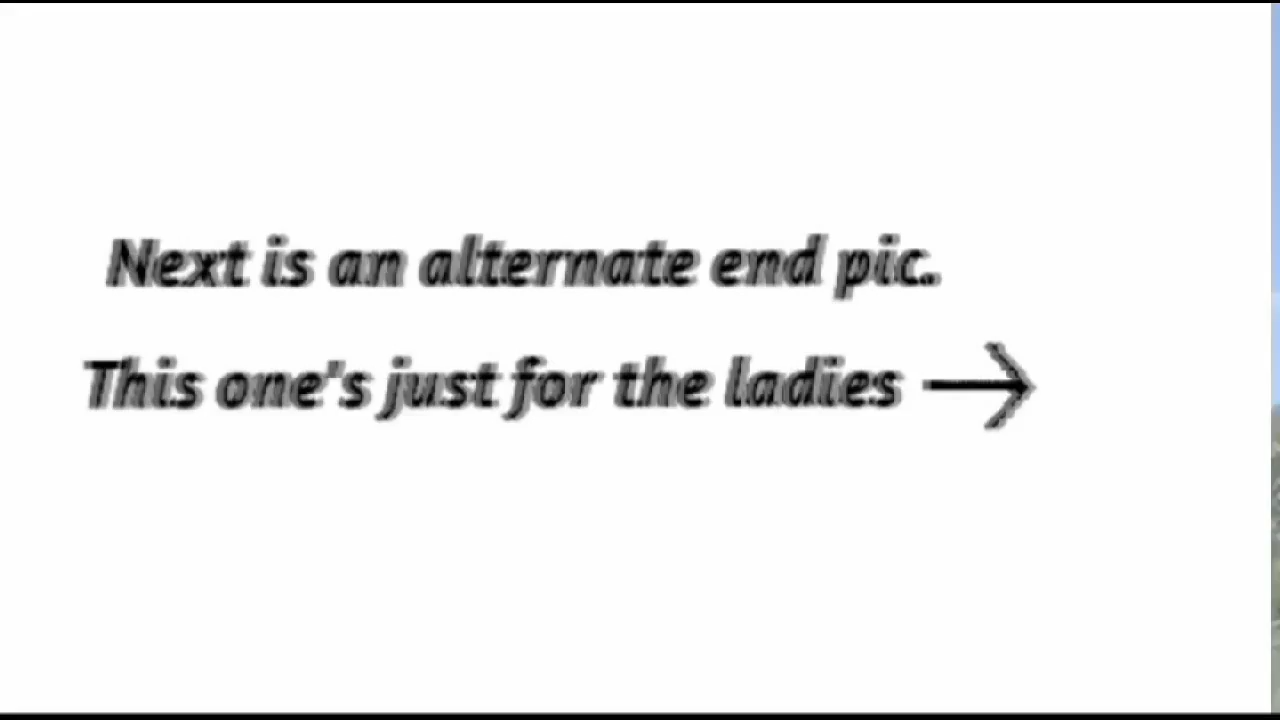 Next is an alternate end pic.
This one's just for the ladies →